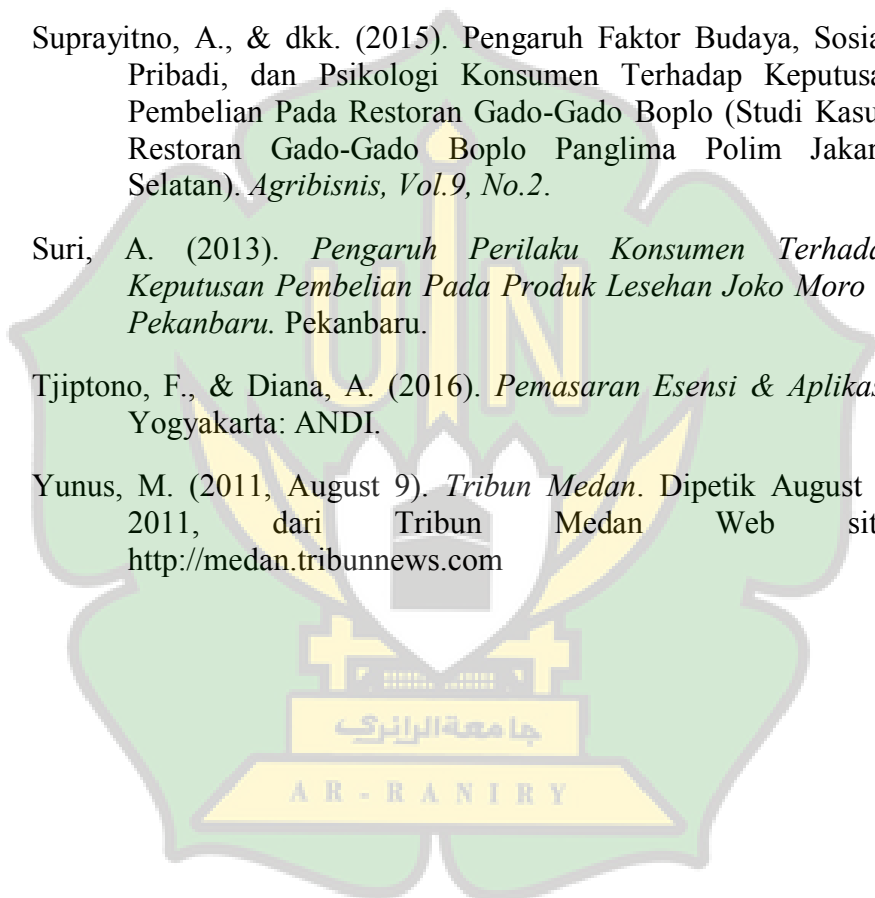 Suprayitno, A., & dkk. (2015). Pengaruh Faktor Budaya, Sosia
Pribadi, dan Psikologi Konsumen Terhadap Keputusa
Pembelian Pada Restoran Gado-Gado Boplo (Studi Kasu
Restoran Gado-Gado Boplo Panglima Polim Jakar
Selatan). Agribisnis, Vol.9, No.2.
Suri, A. (2013). Pengaruh Perilaku Konsumen Terhada
Keputusan Pembelian Pada Produk Lesehan Joko Moro
Pekanbaru. Pekanbaru.
Tjiptono, F., & Diana, A. (2016). Pemasaran Esensi & Aplikas
Yogyakarta: ANDI.
Yunus, M. (2011, August 9). Tribun Medan. Dipetik August
2011, dari Tribun Medan Web sit
http://medan.tribunnews.com
UIN
جامعة الرانري
AR-RANIRY